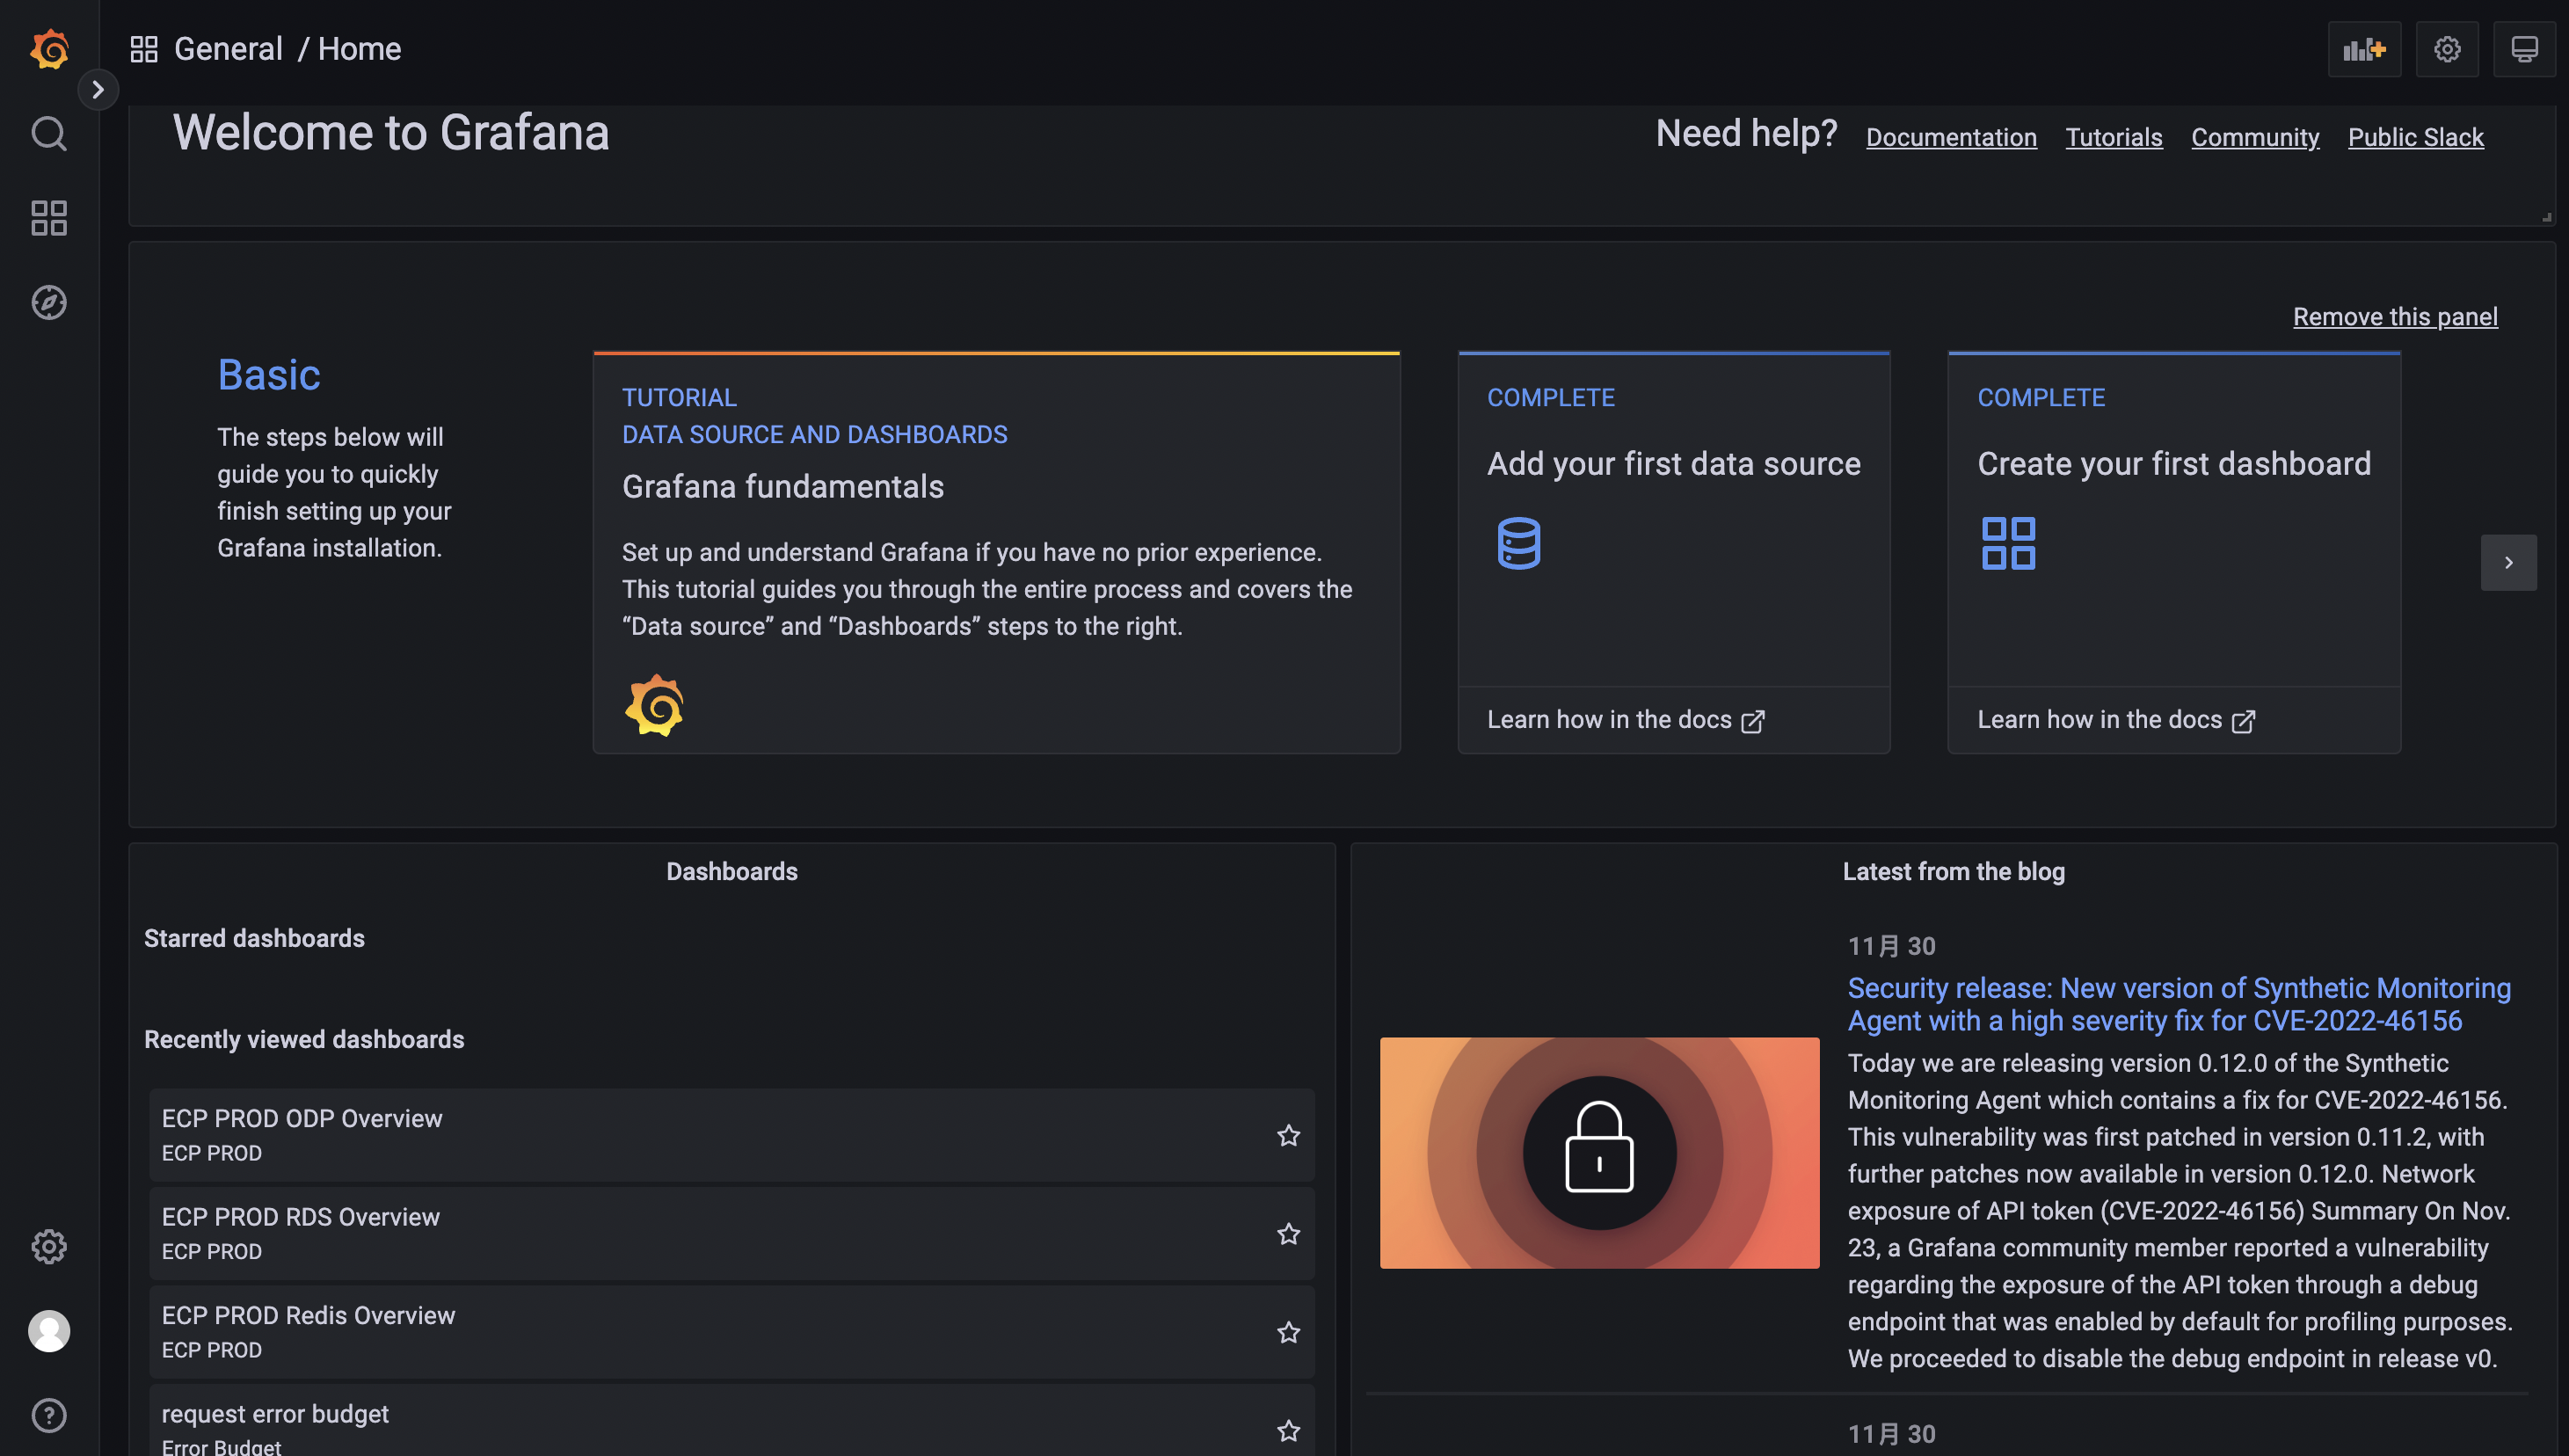 General / Home
Welcome to Grafana
Need help?
Documentation
Tutorials
Community
Public Slack
Remove this panel
Basic
The steps below will
guide you to quickly
finish setting up your
Grafana installation.
TUTORIAL
DATA SOURCE AND DASHBOARDS
Grafana fundamentals
Set up and understand Grafana if you have no prior experience.
This tutorial guides you through the entire process and covers the
“Data source” and “Dashboards” steps to the right.
COMPLETE
Add your first data source
Learn how in the docs
COMPLETE
Create your first dashboard
Learn how in the docs
Dashboards
Starred dashboards
Recently viewed dashboards
ECP PROD ODP Overview
ECP PROD
ECP PROD RDS Overview
ECP PROD
ECP PROD Redis Overview
ECP PROD
request error budget
Error Budget
Latest from the blog
11月 30
Security release: New version of Synthetic Monitoring
Agent with a high severity fix for CVE-2022-46156
Today we are releasing version 0.12.0 of the Synthetic
Monitoring Agent which contains a fix for CVE-2022-46156.
This vulnerability was first patched in version 0.11.2, with
further patches now available in version 0.12.0. Network
exposure of API token (CVE-2022-46156) Summary On Nov.
23, a Grafana community member reported a vulnerability
regarding the exposure of the API token through a debug
endpoint that was enabled by default for profiling purposes.
We proceeded to disable the debug endpoint in release v0.
11月 30